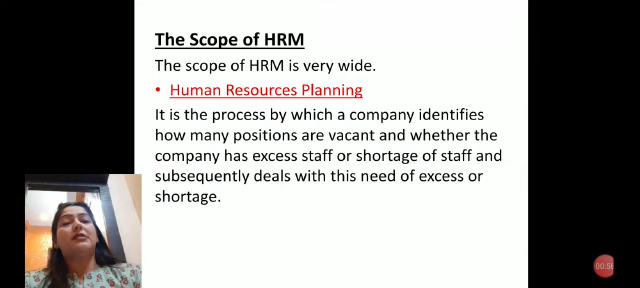 The Scope of HRM
The scope of HRM is very wide.
• Human Resources Planning
It is the process by which a company identifies
how many positions are vacant and whether the
company has excess staff or shortage of staff and
subsequently deals with this need of excess or
shortage.
00:56